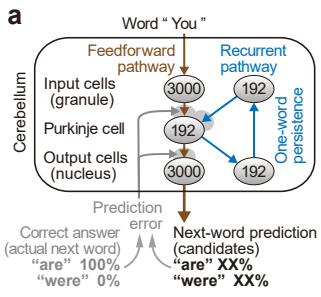 a
Word “ You ”
Feedforward
pathway
Recurrent
pathway
Cerebellum
Input cells
(granule)
3000
192
Purkinje cell
192
One-word
persistence
Output cells
(nucleus)
3000
192
Prediction
error
Correct answer
(actual next word)
“are” 100%
“were” 0%
Next-word prediction
(candidates)
“are” XX%
“were” XX%